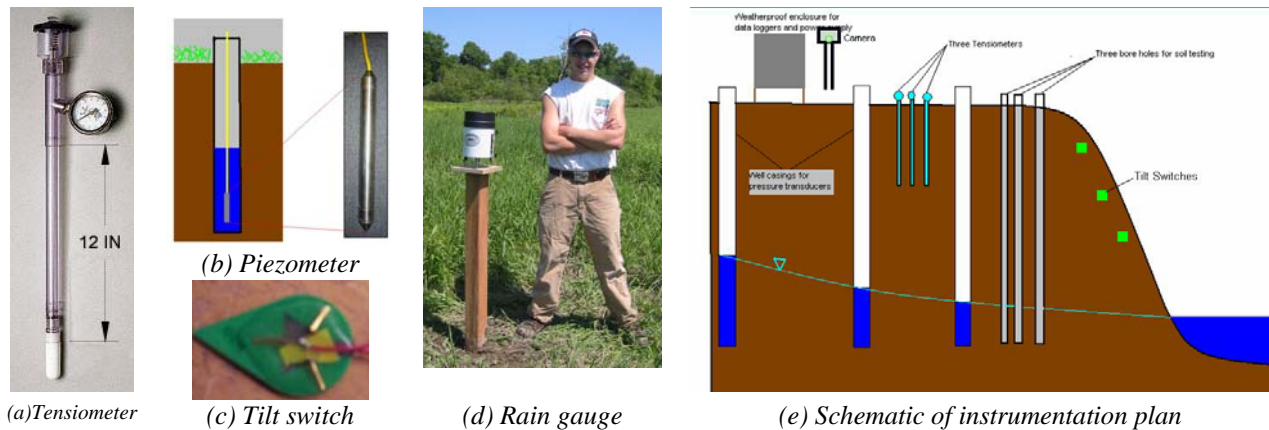 12 IN
(a)Tensiometer
(b) Piezometer
(c) Tilt switch
(d) Rain gauge
Weatherproof enclosure for
data loggers and power supply
Camera
Three Tensiometers
Three bore holes for soil testing
Well casings for
pressure transducers
Tilt Switches
(e) Schematic of instrumentation plan